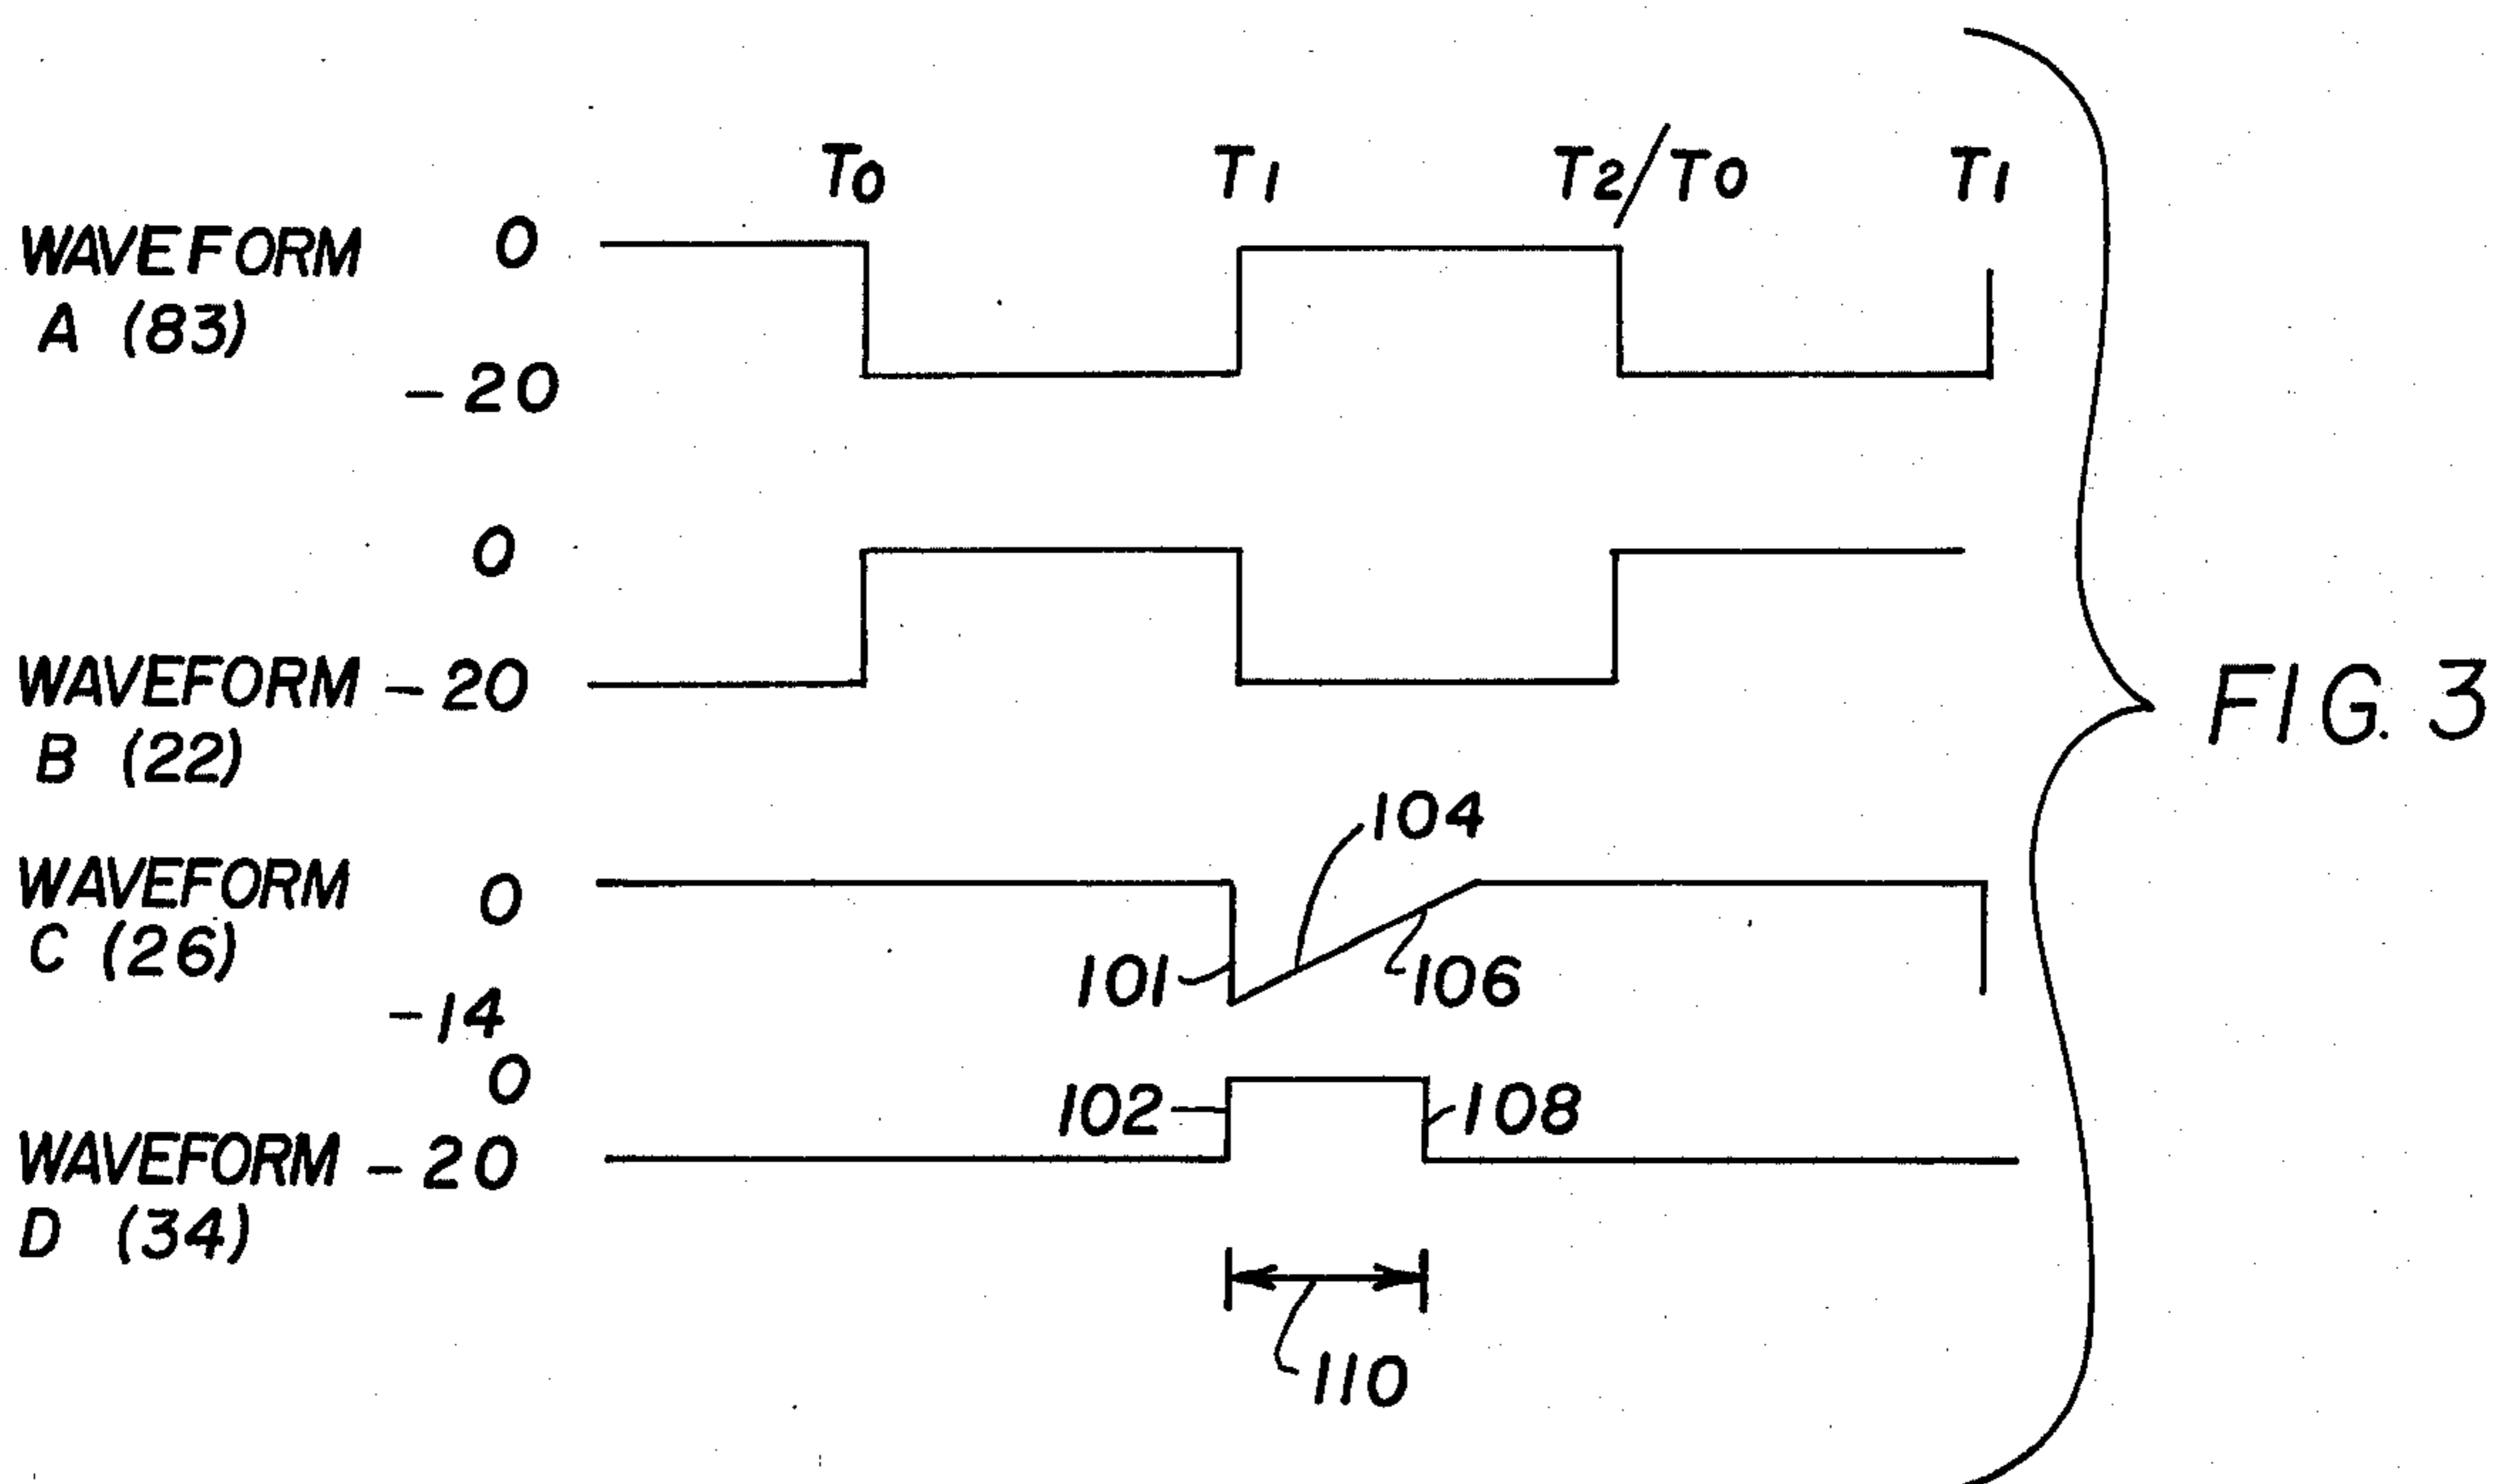 T0 T1 T2/T0 T1
WAVEFORM 0
A (83)
-20
0
WAVEFORM -20
B (22)
104
WAVEFORM 0
C (26)
101 106
-14
0
102 108
WAVEFORM -20
D (34)
110
FIG. 3